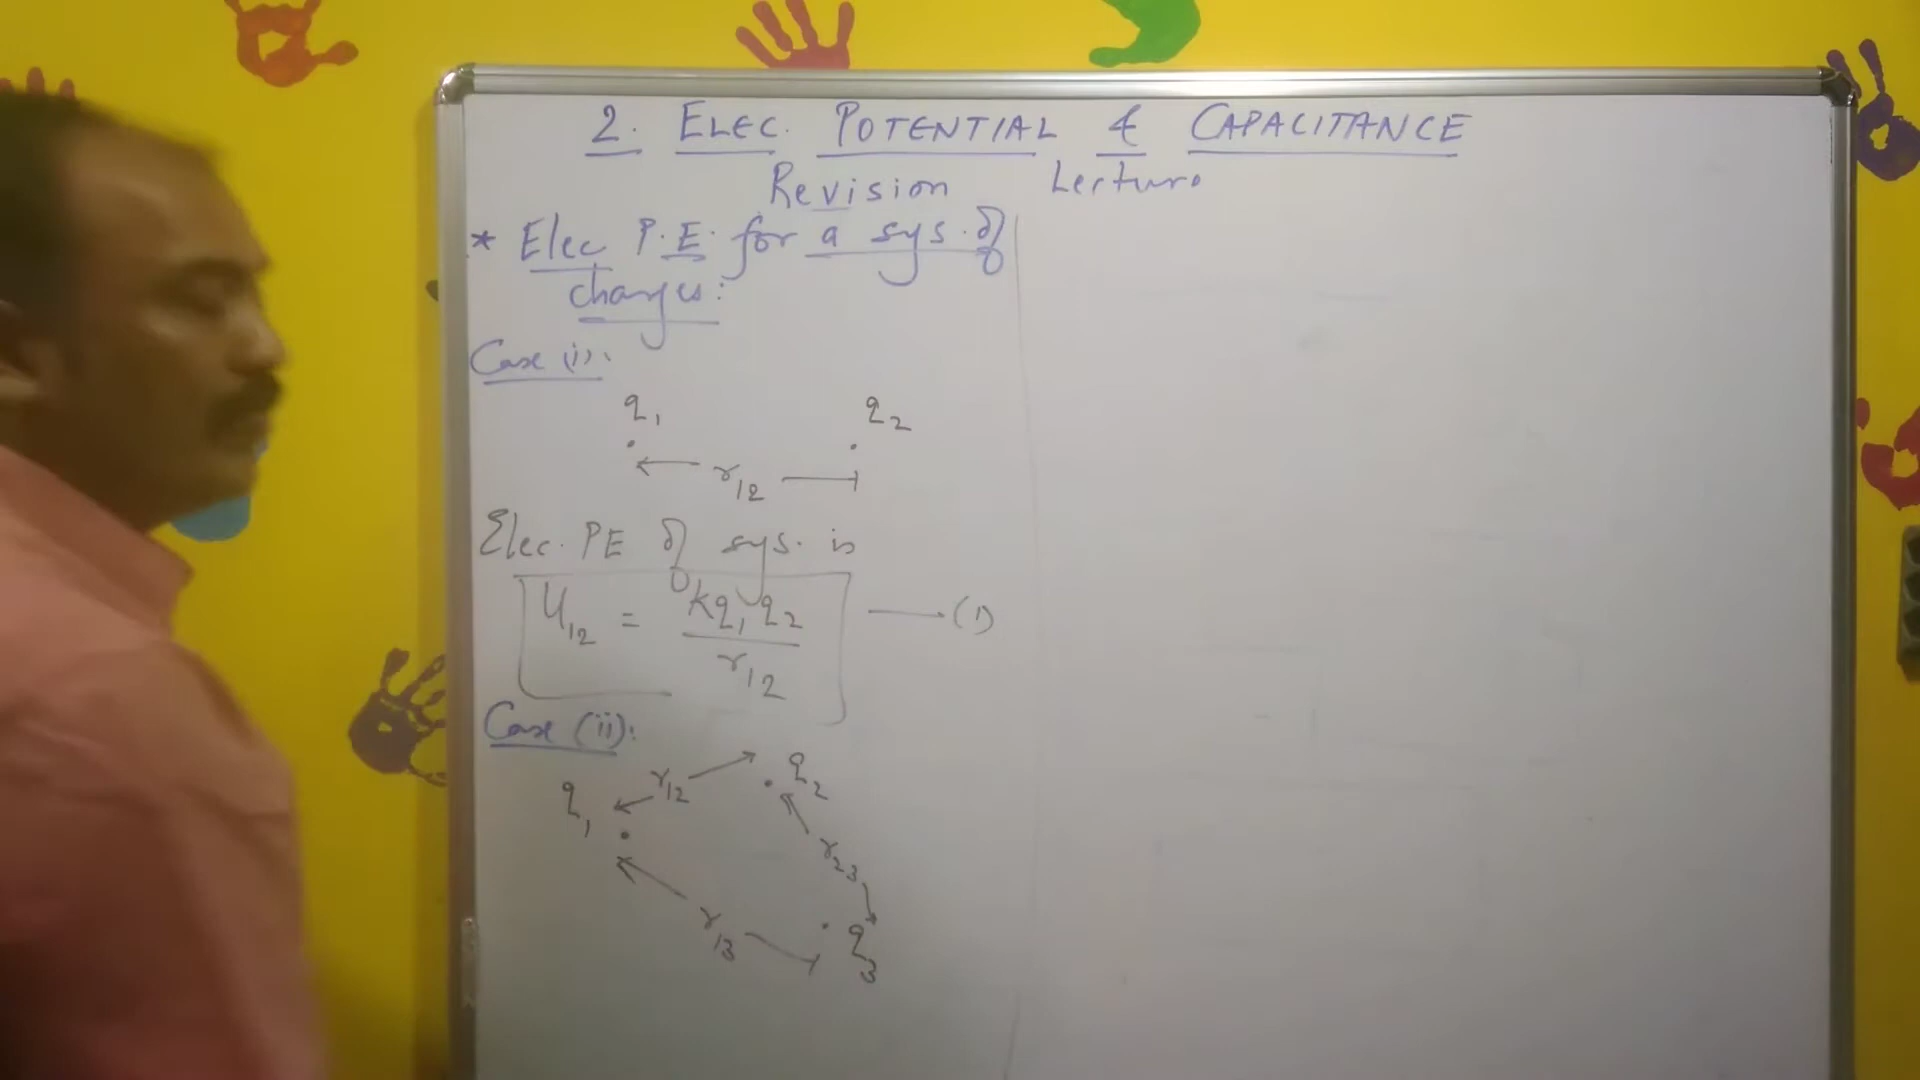 2. ELEC. POTENTIAL & CAPACITANCE
Revision Lecture
* Elec. P.E. for a sys. of
charges:
Case (i):
q1 q2
r12
Elec. PE of sys. is
U12 = kq1q2 / r12 —(1)
Case (ii):
r12 q2
q1
r23
r13 q3